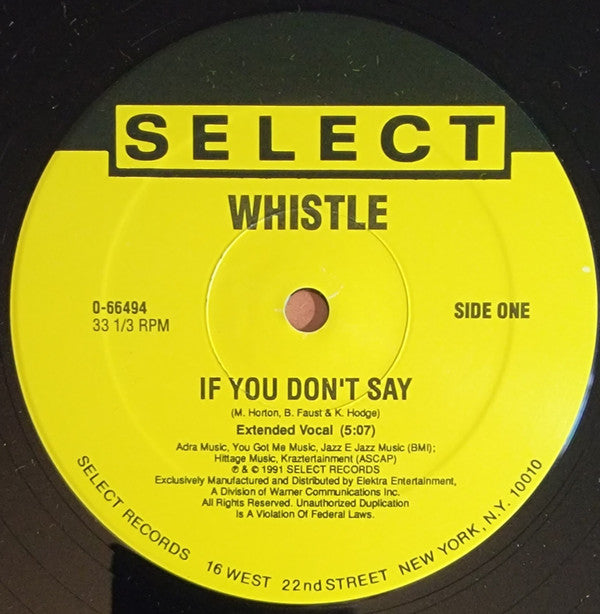 SELECT
WHISTLE
0-66494
33 1/3 RPM
SIDE ONE
IF YOU DON'T SAY
(M. Horton, B. Faust & K. Hodge)
Extended Vocal (5:07)
Adra Music, You Got Me Music, Jazz E Jazz Music (BMI);
Hittage Music, Kraztertainment (ASCAP)
℗ & © 1991 SELECT RECORDS
Exclusively Manufactured and Distributed by Elektra Entertainment,
A Division of Warner Communications Inc.
All Rights Reserved. Unauthorized Duplication
Is A Violation Of Federal Laws.
SELECT RECORDS 16 WEST 22nd STREET NEW YORK, N.Y. 10010